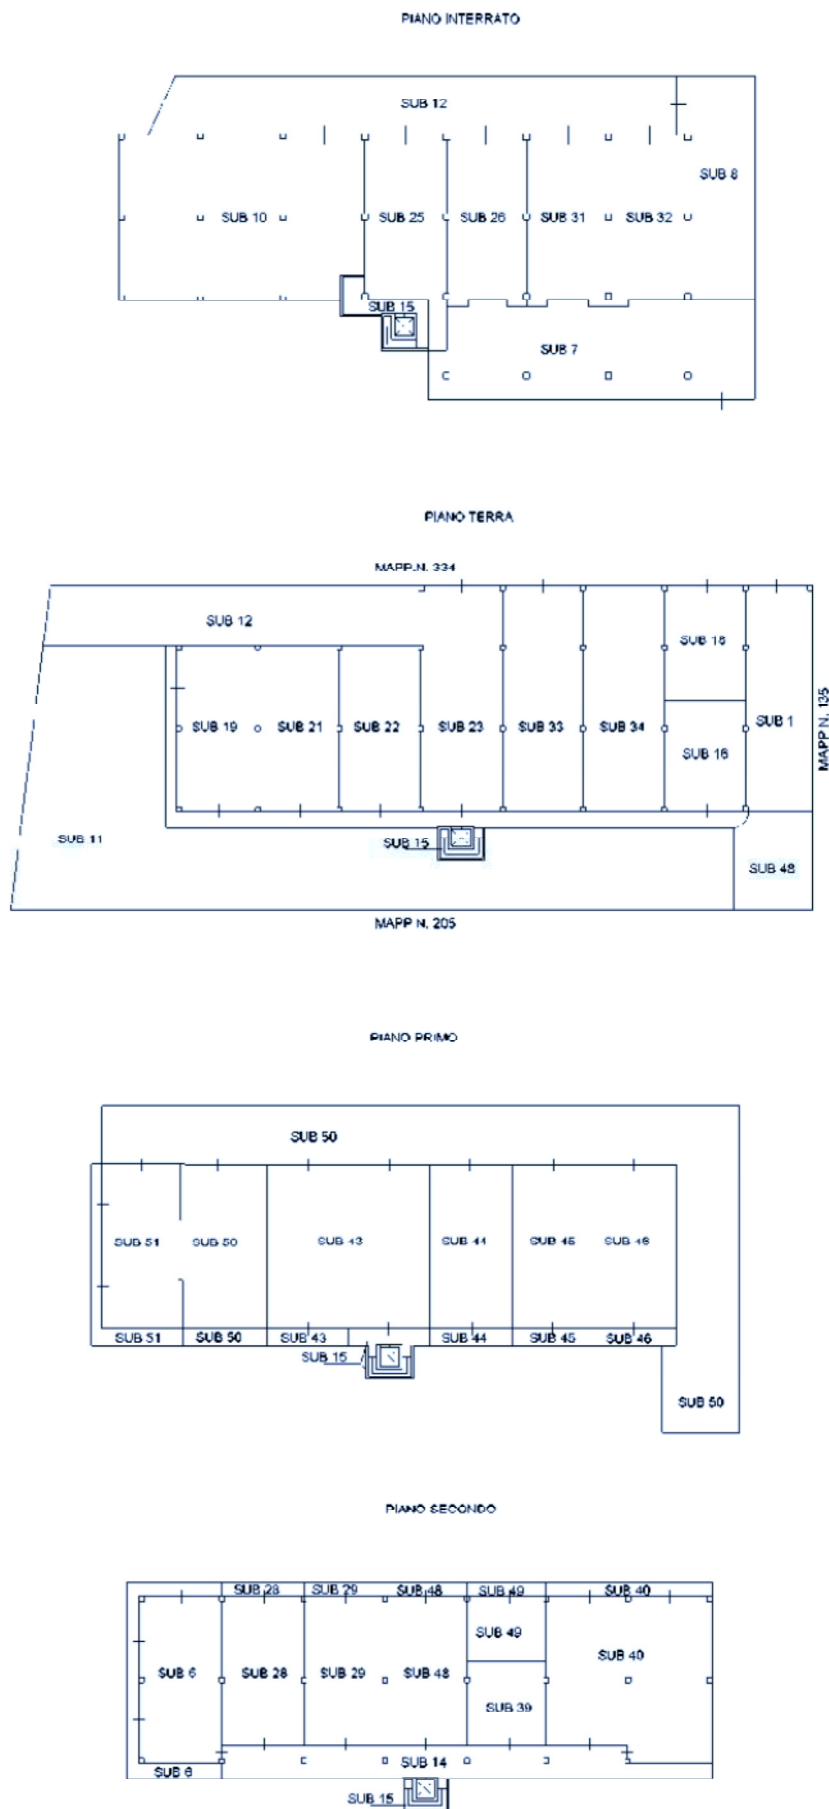 PIANO INTERRATO
SUB 12
SUB 8
SUB 10
SUB 25
SUB 26
SUB 31
SUB 32
SUB 15
SUB 7
PIANO TERRA
MAPP.N. 334
SUB 12
SUB 18
SUB 19
SUB 21
SUB 22
SUB 23
SUB 33
SUB 34
SUB 1
MAPP N. 135
SUB 16
SUB 11
SUB 15
SUB 48
MAPP N. 205
PIANO PRIMO
SUB 50
SUB 51
SUB 50
SUB 43
SUB 44
SUB 45
SUB 46
SUB 51
SUB 50
SUB 43
SUB 44
SUB 45
SUB 46
SUB 15
SUB 50
PIANO SECONDO
SUB 28
SUB 29
SUB 48
SUB 49
SUB 40
SUB 49
SUB 40
SUB 6
SUB 28
SUB 29
SUB 48
SUB 39
SUB 14
SUB 6
SUB 15